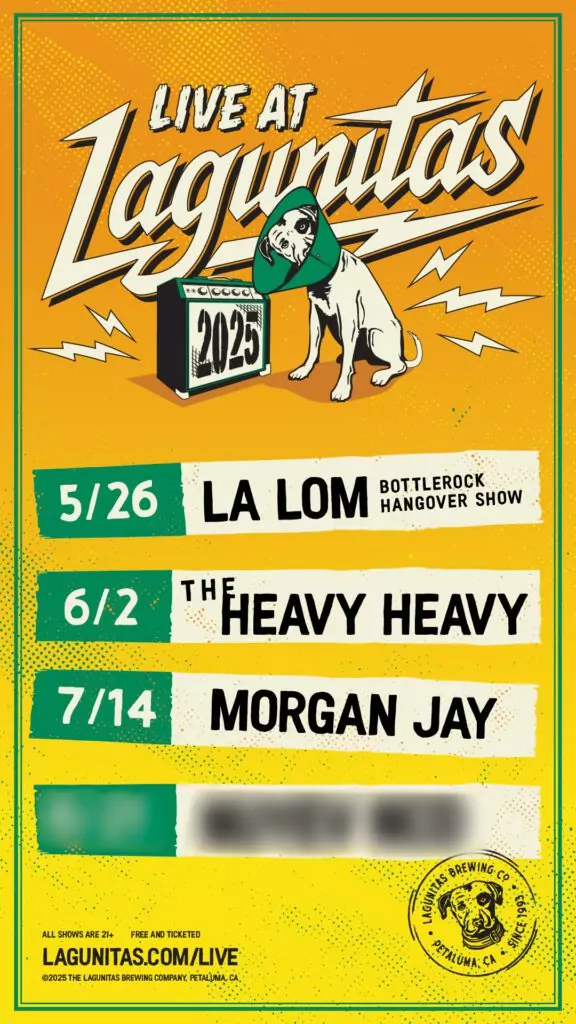 LIVE AT
Lagunitas
2025
5/26 LA LOM BOTTLEROCK
HANGOVER SHOW
6/2 THE HEAVY HEAVY
7/14 MORGAN JAY
LAGUNITAS BREWING CO
SINCE 1993
PETALUMA, CA
ALL SHOWS ARE 21+ FREE AND TICKETED
LAGUNITAS.COM/LIVE
©2025 THE LAGUNITAS BREWING COMPANY, PETALUMA, CA.